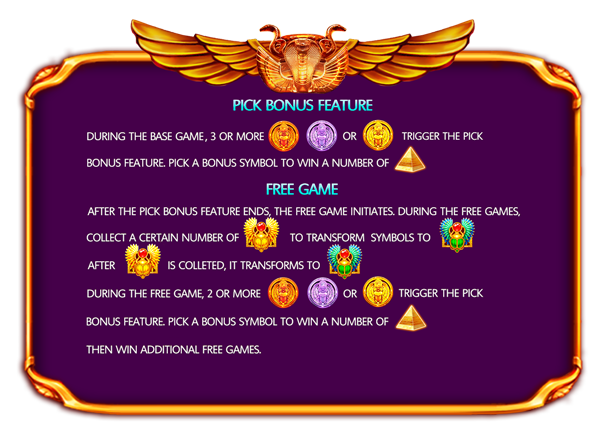 PICK BONUS FEATURE
DURING THE BASE GAME, 3 OR MORE OR TRIGGER THE PICK
BONUS FEATURE. PICK A BONUS SYMBOL TO WIN A NUMBER OF
FREE GAME
AFTER THE PICK BONUS FEATURE ENDS, THE FREE GAME INITIATES. DURING THE FREE GAMES,
COLLECT A CERTAIN NUMBER OF TO TRANSFORM SYMBOLS TO
AFTER IS COLLETED, IT TRANSFORMS TO
DURING THE FREE GAME, 2 OR MORE OR TRIGGER THE PICK
BONUS FEATURE. PICK A BONUS SYMBOL TO WIN A NUMBER OF
THEN WIN ADDITIONAL FREE GAMES.